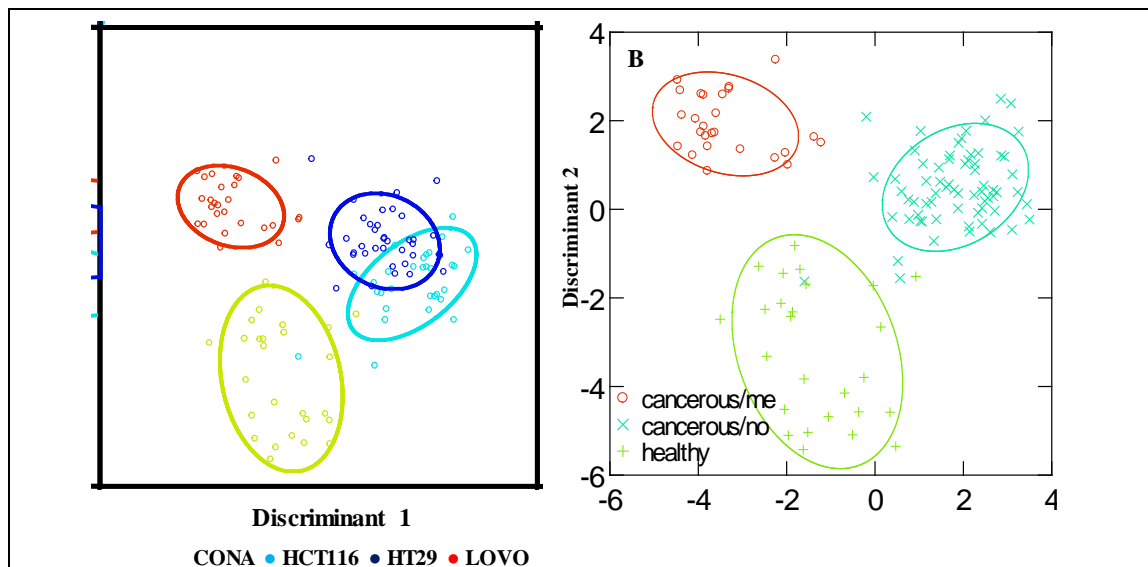 B
4
2
0
-2
-4
-6
Discriminant 2
cancerous/me
cancerous/no
healthy
-6 -4 -2 0 2 4
Discriminant 1
CONA HCT116 HT29 LOVO